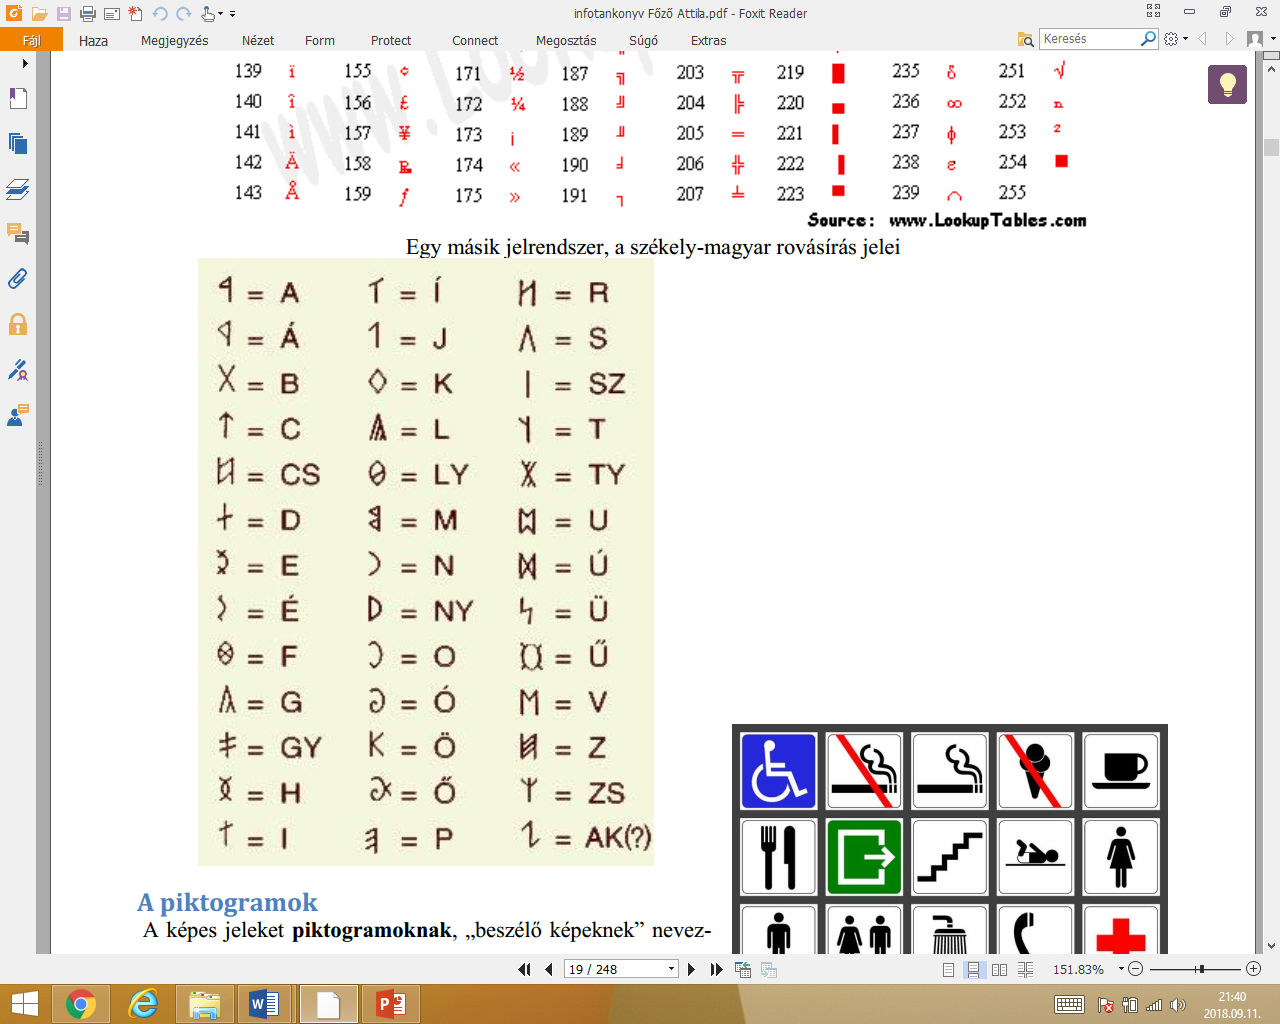 infotankonyv Főző Attila.pdf - Foxit Reader
Fájl Haza Megjegyzés Nézet Form Protect Connect Megosztás Súgó Extras Keresés
139 ï 155 ¢ 171 ½ 187 ╗ 203 ╦ 219 █ 235 δ 251 √
140 î 156 £ 172 ¼ 188 ╝ 204 ╠ 220 ▄ 236 ∞ 252 ⁿ
141 ì 157 ¥ 173 ¡ 189 ╜ 205 ═ 221 ▌ 237 φ 253 ²
142 Ä 158 ₧ 174 « 190 ╛ 206 ╬ 222 ▐ 238 ε 254 ■
143 Å 159 ƒ 175 » 191 ┐ 207 ╧ 223 ▀ 239 ∩ 255
Source: www.LookupTables.com
Egy másik jelrendszer, a székely-magyar rovásírás jelei
= A = Í = R
= Á = J = S
= B = K = SZ
= C = L = T
= CS = LY = TY
= D = M = U
= E = N = Ú
= É = NY = Ü
= F = O = Ű
= G = Ó = V
= GY = Ö = Z
= H = Ő = ZS
= I = P = AK(?)
A piktogramok
A képes jeleket piktogramoknak, „beszélő képeknek” nevez-
19 / 248 151.83%
21:40
2018.09.11.